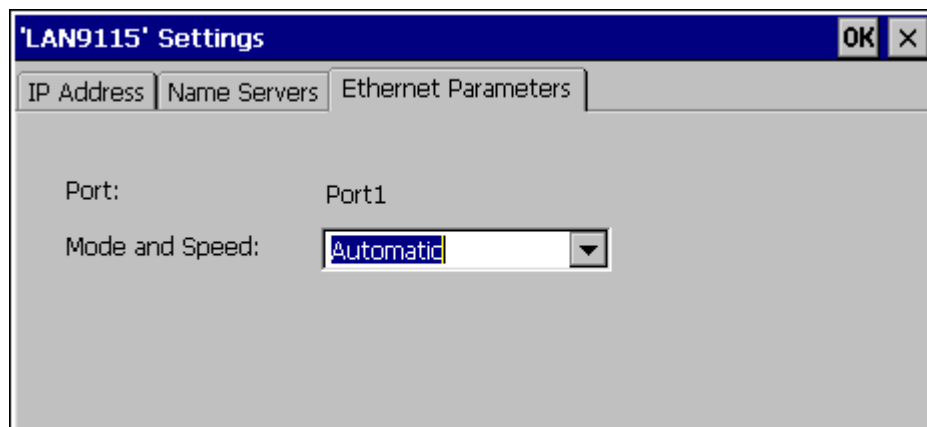 'LAN9115' Settings OK ×
IP Address Name Servers Ethernet Parameters
Port: Port1
Mode and Speed: Automatic